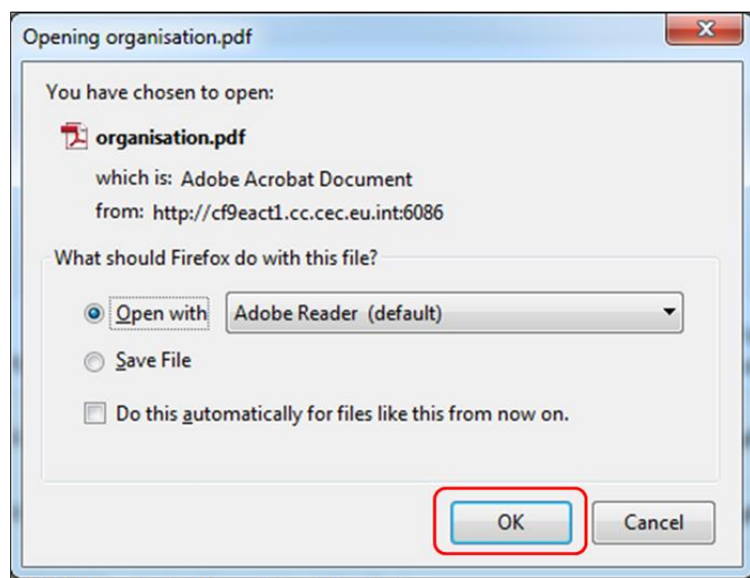 Opening organisation.pdf
You have chosen to open:
organisation.pdf
which is: Adobe Acrobat Document
from: http://cf9eact1.cc.cec.eu.int:6086
What should Firefox do with this file?
Open with Adobe Reader (default)
Save File
Do this automatically for files like this from now on.
OK Cancel